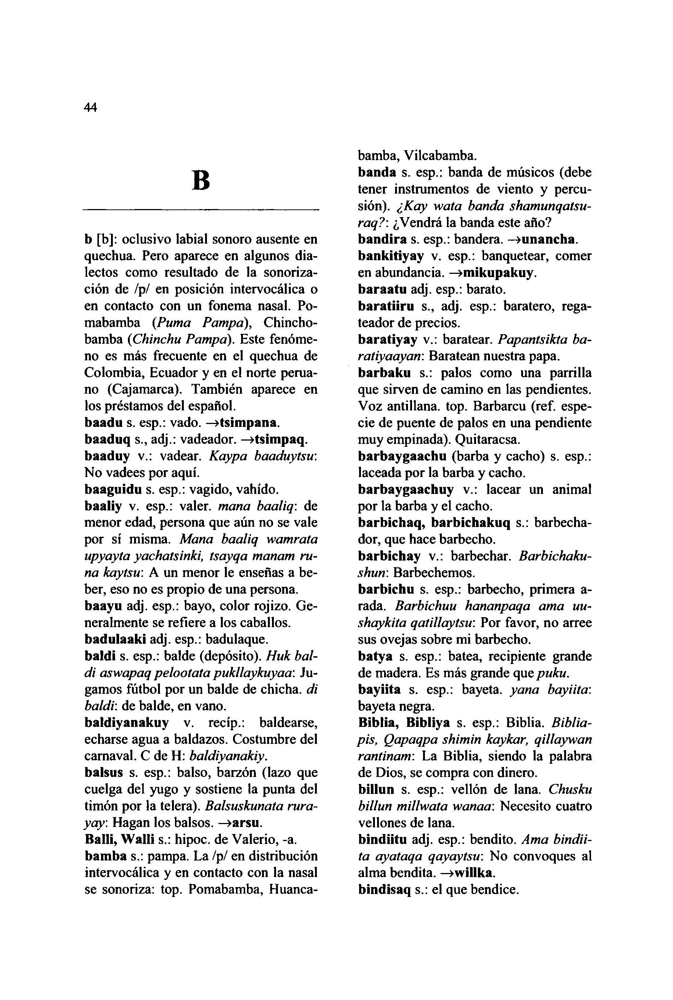 44
B
b [b]: oclusivo labial sonoro ausente en
quechua. Pero aparece en algunos dia-
lectos como resultado de la sonoriza-
ción de /p/ en posición intervocálica o
en contacto con un fonema nasal. Po-
mabamba (Puma Pampa), Chincho-
bamba (Chinchu Pampa). Este fenóme-
no es más frecuente en el quechua de
Colombia, Ecuador y en el norte perua-
no (Cajamarca). También aparece en
los préstamos del español.
baadu s. esp.: vado. →tsimpana.
baaduq s., adj.: vadeador. →tsimpaq.
baaduy v.: vadear. Kaypa baaduytsu:
No vadees por aquí.
baaguidu s. esp.: vagido, vahído.
baaliy v. esp.: valer. mana baaliq: de
menor edad, persona que aún no se vale
por sí misma. Mana baaliq wamrata
upyayta yachatsinki, tsayqa manam ru-
na kaytsu: A un menor le enseñas a be-
ber, eso no es propio de una persona.
baayu adj. esp.: bayo, color rojizo. Ge-
neralmente se refiere a los caballos.
badulaaki adj. esp.: badulaque.
baldi s. esp.: balde (depósito). Huk bal-
di aswapaq pelootata pukllaykuyaa: Ju-
gamos fútbol por un balde de chicha. di
baldi: de balde, en vano.
baldiyanakuy v. recíp.: baldearse,
echarse agua a baldazos. Costumbre del
carnaval. C de H: baldiyanakiy.
balsus s. esp.: balso, barzón (lazo que
cuelga del yugo y sostiene la punta del
timón por la telera). Balsuskunata rura-
yay: Hagan los balsos. →arsu.
Balli, Walli s.: hipoc. de Valerio, -a.
bamba s.: pampa. La /p/ en distribución
intervocálica y en contacto con la nasal
se sonoriza: top. Pomabamba, Huanca-
bamba, Vilcabamba.
banda s. esp.: banda de músicos (debe
tener instrumentos de viento y percu-
sión). ¿Kay wata banda shamunqatsu-
raq?: ¿Vendrá la banda este año?
bandira s. esp.: bandera. →unancha.
bankitiyay v. esp.: banquetear, comer
en abundancia. →mikupakuy.
baraatu adj. esp.: barato.
baratiiru s., adj. esp.: baratero, rega-
teador de precios.
baratiyay v.: baratear. Papantsikta ba-
ratiyaayan: Baratean nuestra papa.
barbaku s.: palos como una parrilla
que sirven de camino en las pendientes.
Voz antillana. top. Barbarcu (ref. espe-
cie de puente de palos en una pendiente
muy empinada). Quitaracsa.
barbaygaachu (barba y cacho) s. esp.:
laceada por la barba y cacho.
barbaygaachuy v.: lacear un animal
por la barba y el cacho.
barbichaq, barbichakuq s.: barbecha-
dor, que hace barbecho.
barbichay v.: barbechar. Barbichaku-
shun: Barbechemos.
barbichu s. esp.: barbecho, primera a-
rada. Barbichuu hananpaqa ama uu-
shaykita qatillaytsu: Por favor, no arree
sus ovejas sobre mi barbecho.
batya s. esp.: batea, recipiente grande
de madera. Es más grande que puku.
bayiita s. esp.: bayeta. yana bayiita:
bayeta negra.
Biblia, Bibliya s. esp.: Biblia. Biblia-
pis, Qapaqpa shimin kaykar, qillaywan
rantinam: La Biblia, siendo la palabra
de Dios, se compra con dinero.
billun s. esp.: vellón de lana. Chusku
billun millwata wanaa: Necesito cuatro
vellones de lana.
bindiitu adj. esp.: bendito. Ama bindii-
ta ayataqa qayaytsu: No convoques al
alma bendita. →willka.
bindisaq s.: el que bendice.